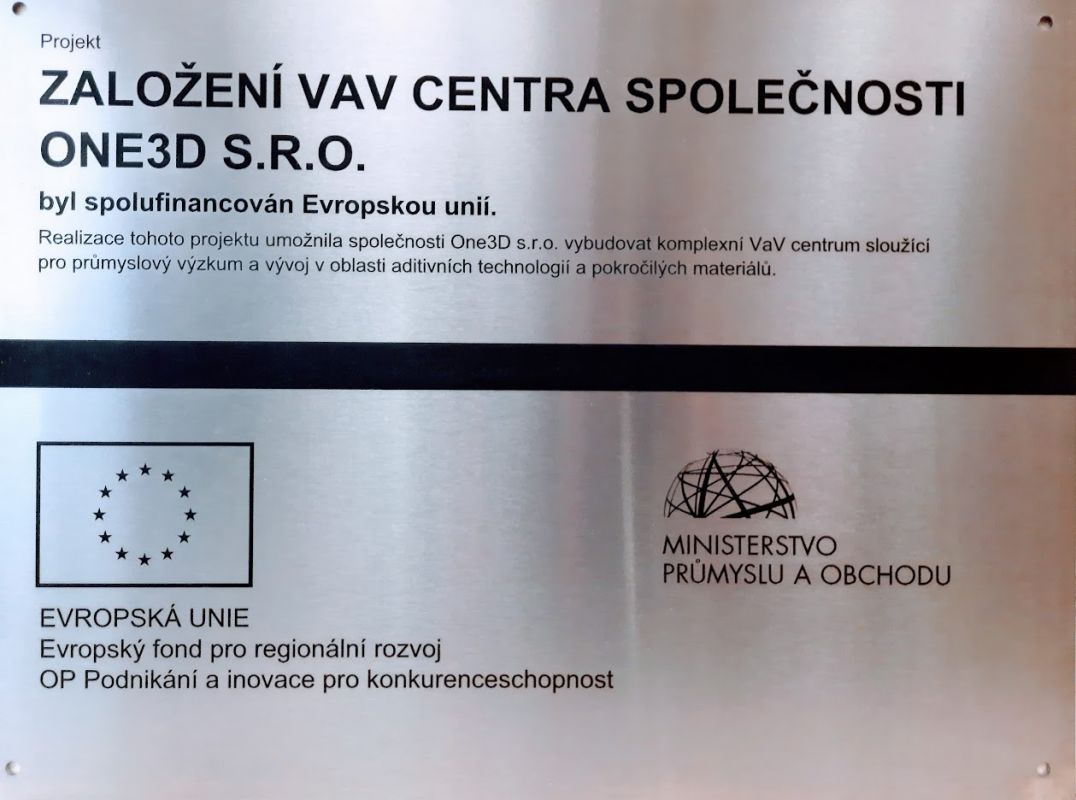 Projekt
ZALOŽENÍ VAV CENTRA SPOLEČNOSTI
ONE3D S.R.O.
byl spolufinancován Evropskou unií.
Realizace tohoto projektu umožnila společnosti One3D s.r.o. vybudovat komplexní VaV centrum sloužící
pro průmyslový výzkum a vývoj v oblasti aditivních technologií a pokročilých materiálů.
MINISTERSTVO
PRŮMYSLU A OBCHODU
EVROPSKÁ UNIE
Evropský fond pro regionální rozvoj
OP Podnikání a inovace pro konkurenceschopnost